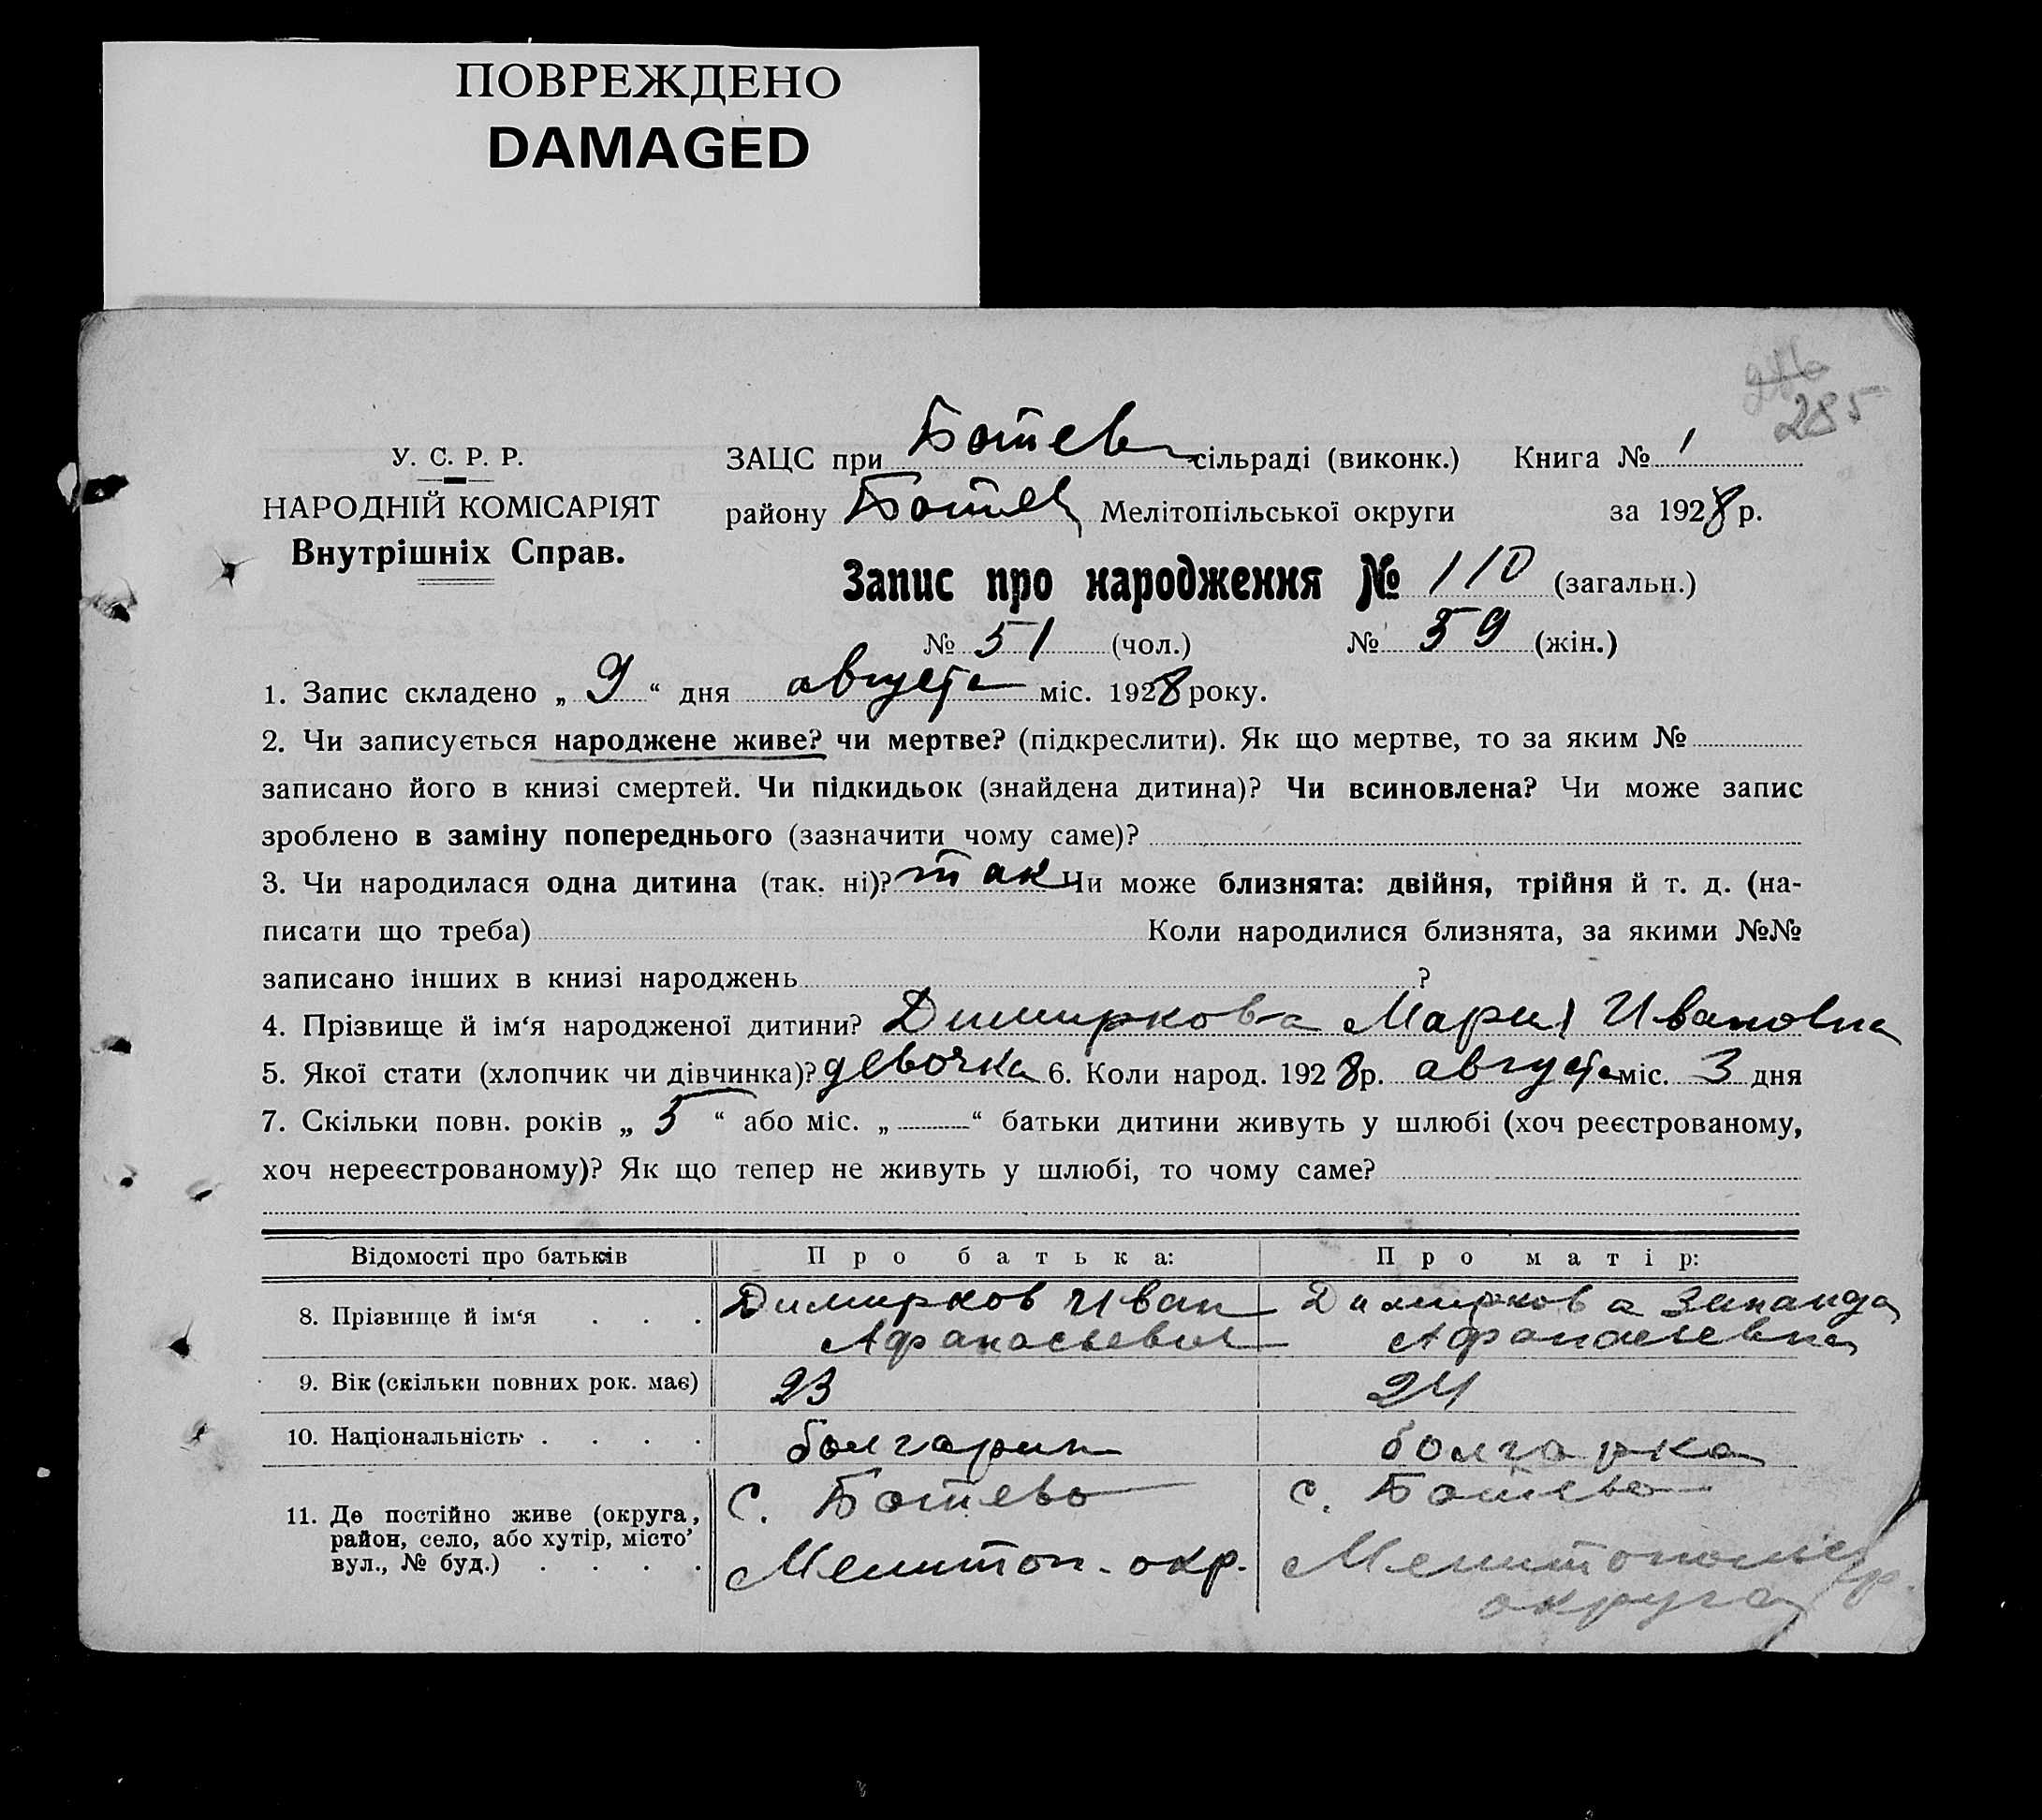 ПОВРЕЖДЕНО
DAMAGED
285
У. С. Р. Р.
НАРОДНІЙ КОМІСАРІЯТ
Внутрішніх Справ.
ЗАЦС при Ботев сільраді (виконк.) Книга № 1
району Ботев Мелітопільської округи за 1928 р.
Запис про народження № 110 (загальн.)
№ 51 (чол.) № 59 (жін.)
1. Запис складено „ 9 “ дня августа міс. 1928 року.
2. Чи записується народжене живе? чи мертве? (підкреслити). Як що мертве, то за яким №
записано його в книзі смертей. Чи підкидьок (знайдена дитина)? Чи всиновлена? Чи може запис
зроблено в заміну попереднього (зазначити чому саме)?
3. Чи народилася одна дитина (так. ні)? так Чи може близнята: двійня, трійня й т. д. (на-
писати що треба) Коли народилися близнята, за якими №№
записано інших в книзі народжень ?
4. Прізвище й ім‘я народженої дитини? Димиркова Мария Ивановна
5. Якої стати (хлопчик чи дівчинка)? девочка 6. Коли народ. 1928 р. августа міс. 3 дня
7. Скільки повн. років „ 5 “ або міс. „ “ батьки дитини живуть у шлюбі (хоч реєстрованому,
хоч нереєстрованому)? Як що тепер не живуть у шлюбі, то чому саме?
Відомості про батьків Про батька: Про матір:
8. Прізвище й ім‘я . . . Димирков Иван Димиркова Зинаида
Афанасьевич Афанасьевна
9. Вік (скільки повних рок. має) 23 24
10. Національність . . . . болгарин болгарка
11. Де постійно живе (округа, район, село, або хутір, місто’ вул., № буд.) . . . . с. Ботево с. Ботево
Мелитоп. окр. Мелитопольс
округа